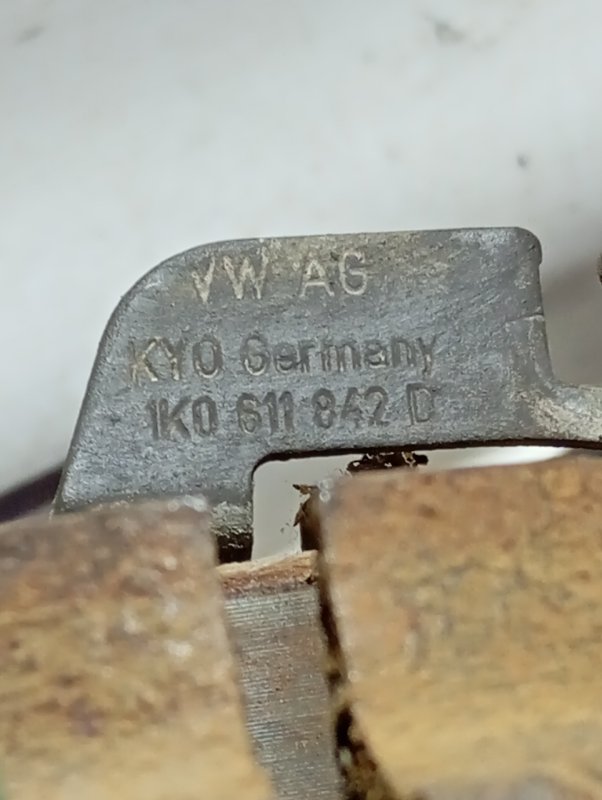 VW AG
KYO Germany
1K0 611 842 D